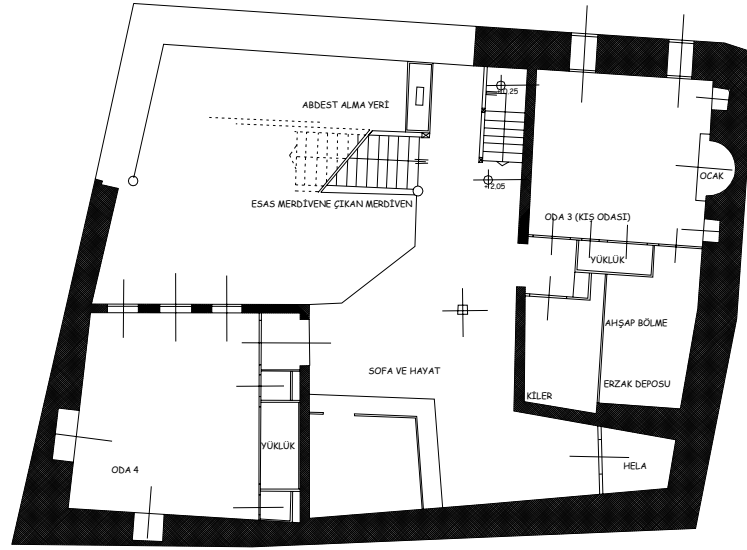 +0.25
ABDEST ALMA YERİ
OCAK
+2.05
ESAS MERDİVENE ÇIKAN MERDİVEN
ODA 3 (KIŞ ODASI)
YÜKLÜK
AHŞAP BÖLME
SOFA VE HAYAT
ERZAK DEPOSU
KİLER
YÜKLÜK
ODA 4
HELA